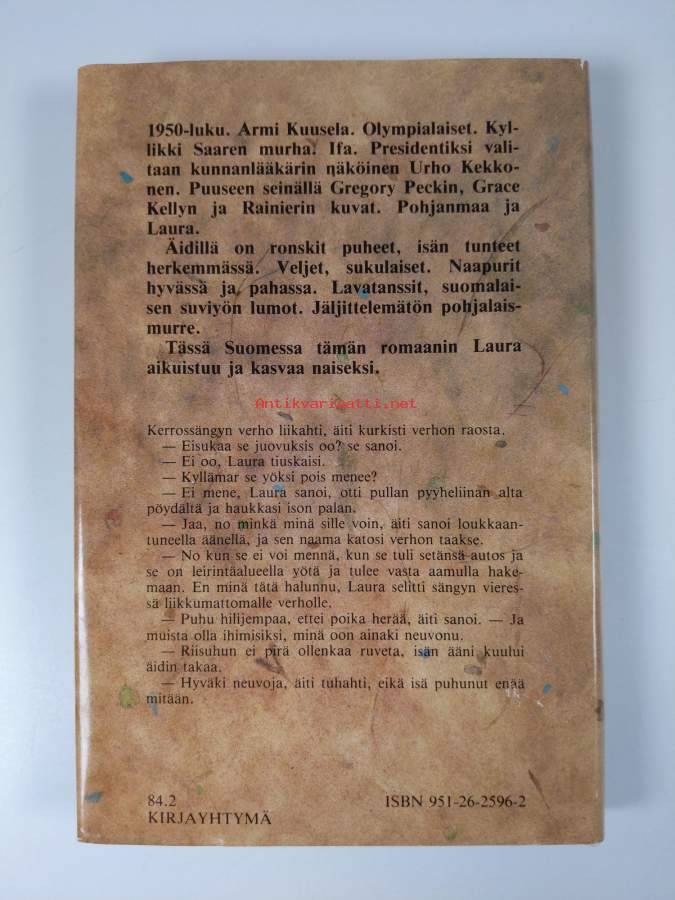 1950-luku. Armi Kuusela. Olympialaiset. Kyl-
likki Saaren murha. Ifa. Presidentiksi vali-
taan kunnanlääkärin näköinen Urho Kekko-
nen. Puuseen seinällä Gregory Peckin, Grace
Kellyn ja Rainierin kuvat. Pohjanmaa ja
Laura.
Äidillä on ronskit puheet, isän tunteet
herkemmässä. Veljet, sukulaiset. Naapurit
hyvässä ja pahassa. Lavatanssit, suomalai-
sen suviyön lumot. Jäljittelemätön pohjalais-
murre.
Tässä Suomessa tämän romaanin Laura
aikuistuu ja kasvaa naiseksi.
Antikvariaatti.net
Kerrossängyn verho liikahti, äiti kurkisti verhon raosta.
— Eisukaa se juovuksis oo? se sanoi.
— Ei oo, Laura tiuskaisi.
— Kyllämar se yöksi pois menee?
— Ei mene, Laura sanoi, otti pullan pyyheliinan alta
pöydältä ja haukkasi ison palan.
— Jaa, no minkä minä sille voin, äiti sanoi loukkaan-
tuneella äänellä, ja sen naama katosi verhon taakse.
— No kun se ei voi mennä, kun se tuli setänsä autos ja
se on leirintäalueella yötä ja tulee vasta aamulla hake-
maan. En minä tätä halunnu, Laura selitti sängyn vieres-
sä liikkumattomalle verholle.
— Puhu hilijempaa, ettei poika herää, äiti sanoi. — Ja
muista olla ihimisiksi, minä oon ainaki neuvonu.
— Riisuhun ei pirä ollenkaa ruveta, isän ääni kuului
äidin takaa.
— Hyväki neuvoja, äiti tuhahti, eikä isä puhunut enää
mitään.
84.2
KIRJAYHTYMÄ
ISBN 951-26-2596-2